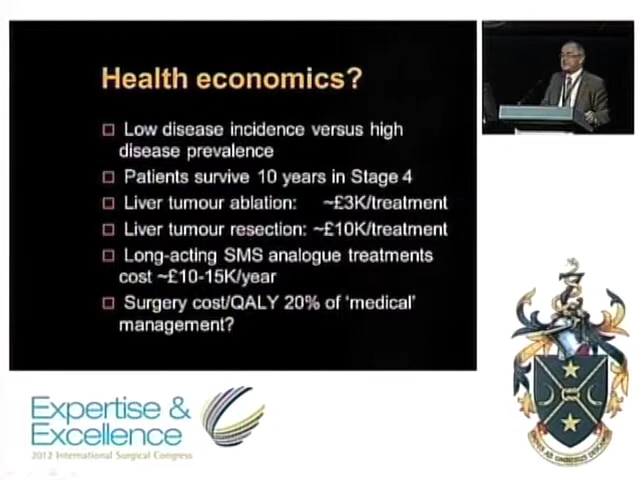 Health economics?
Low disease incidence versus high
disease prevalence
Patients survive 10 years in Stage 4
Liver tumour ablation: ~£3K/treatment
Liver tumour resection: ~£10K/treatment
Long-acting SMS analogue treatments
cost ~£10-15K/year
Surgery cost/QALY 20% of 'medical'
management?
Expertise &
Excellence
2012 International Surgical Congress